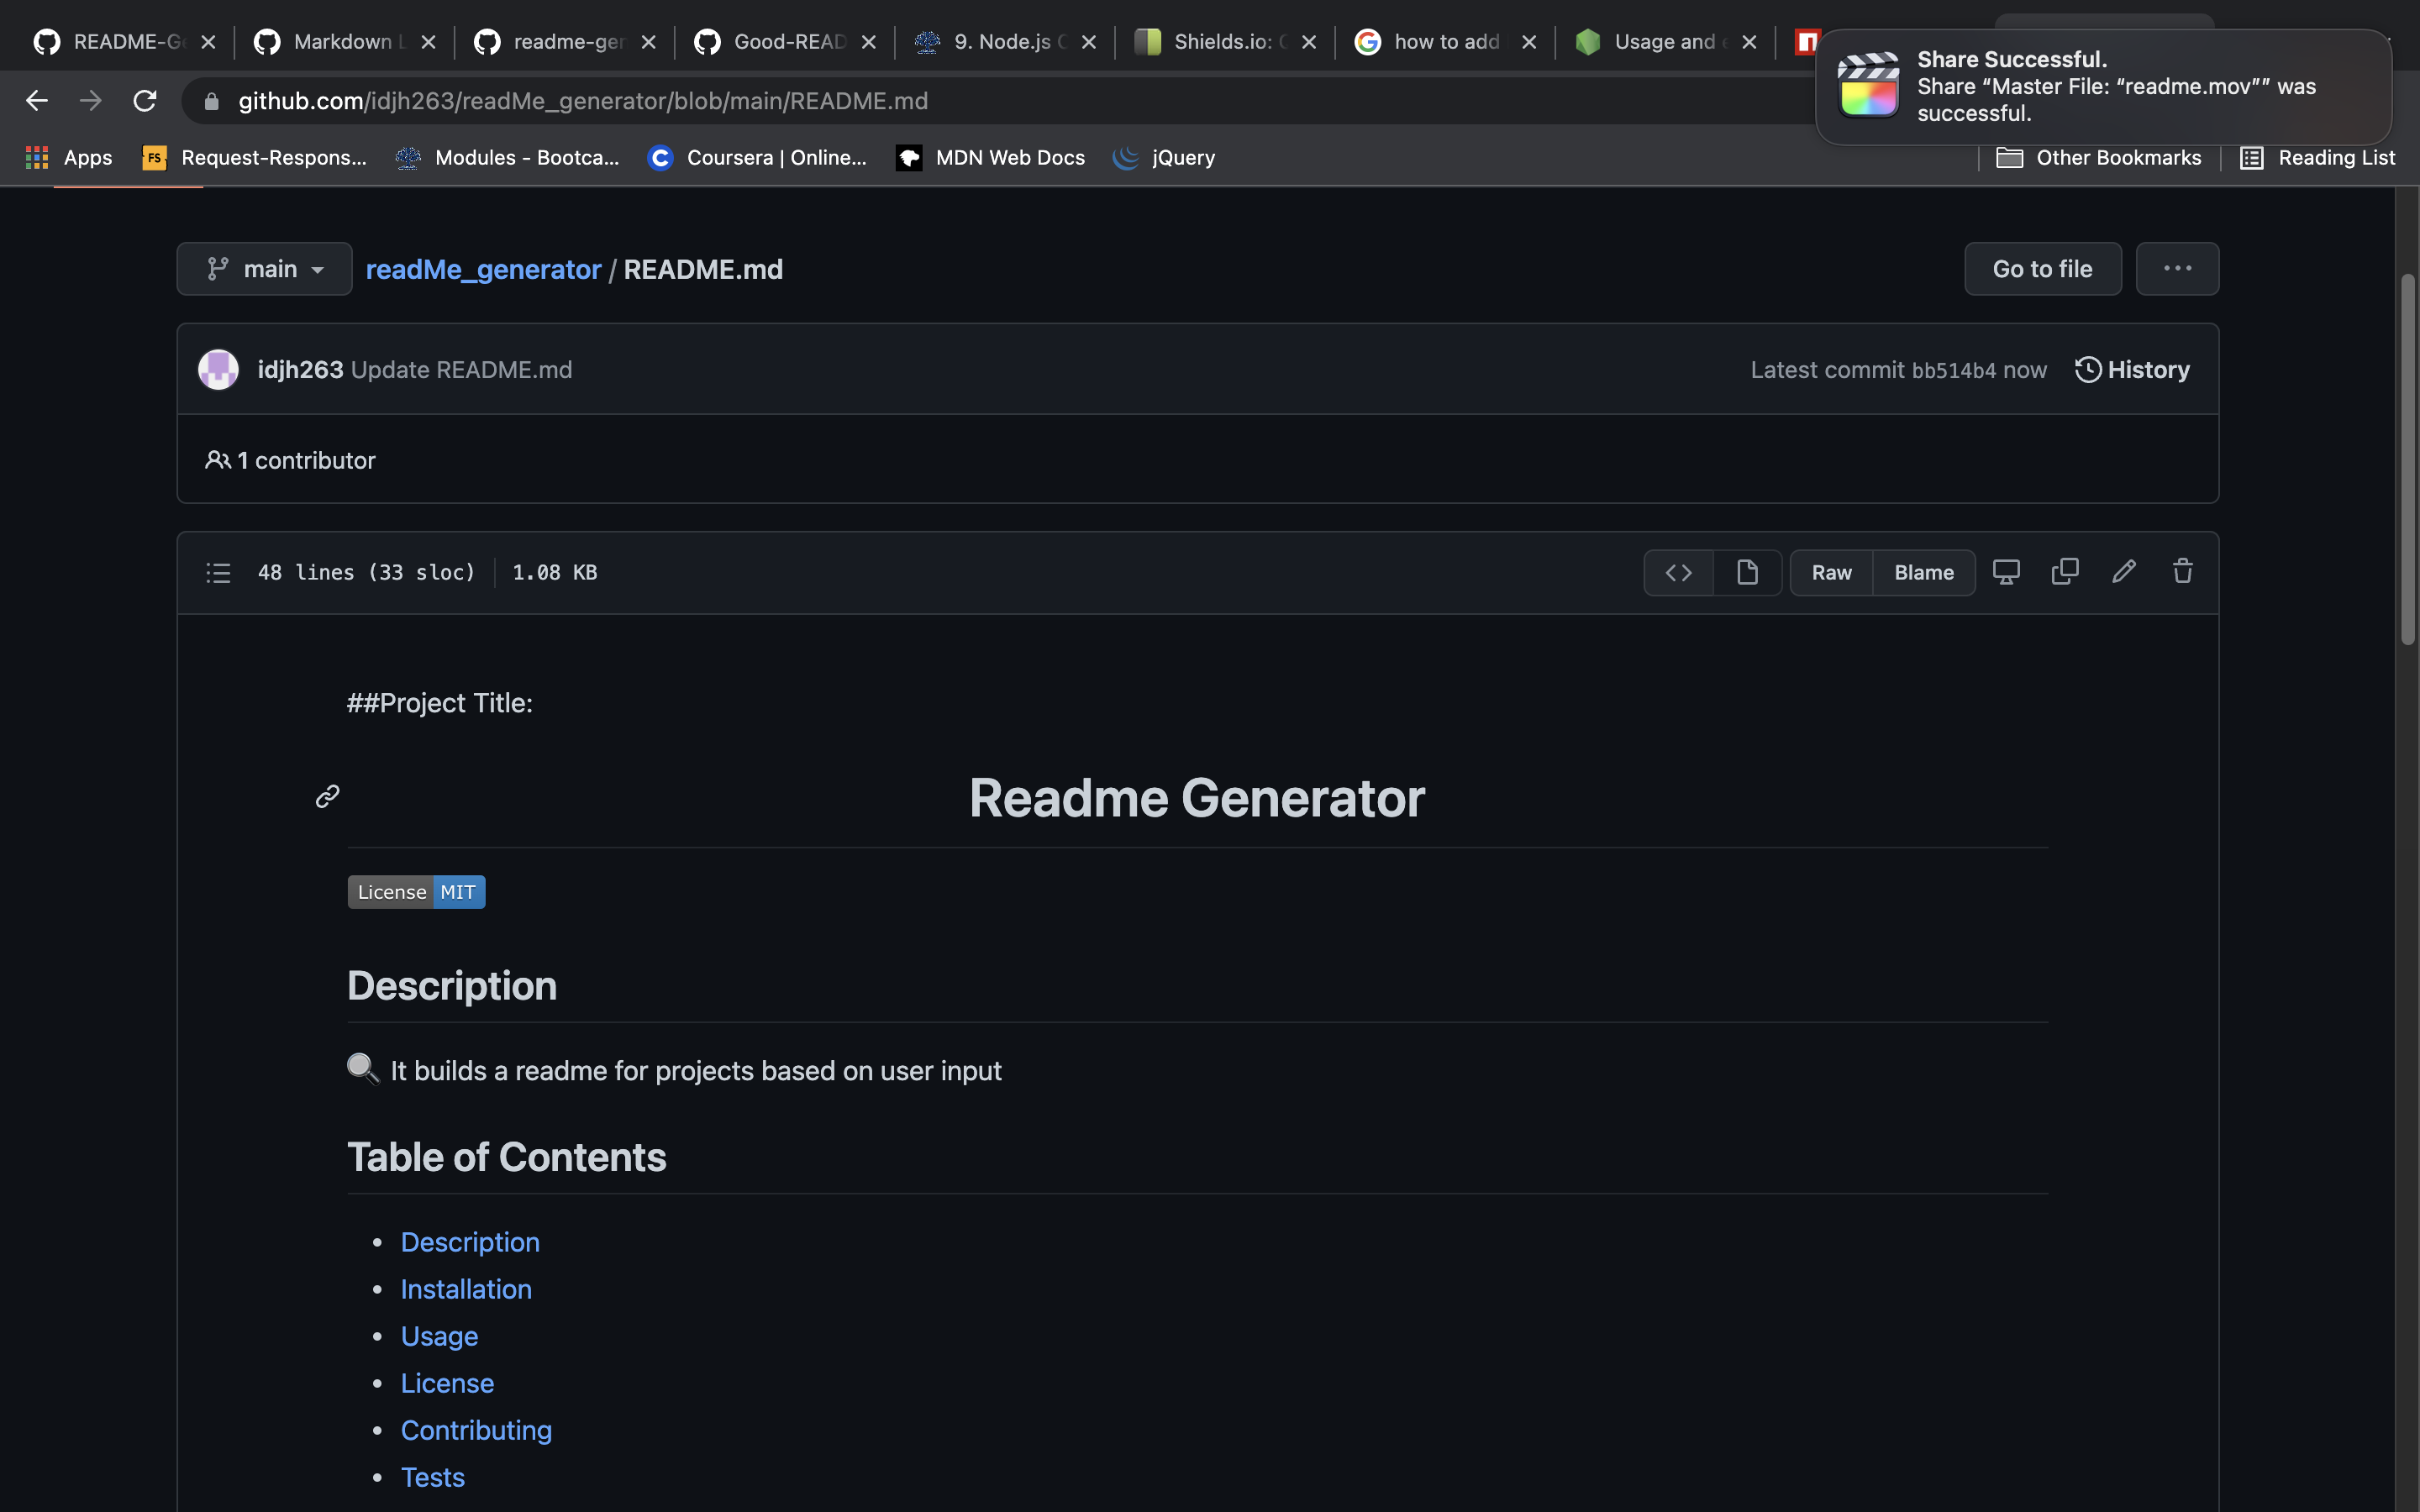 README-G
Markdown L
readme-ger
Good-READ
9. Node.js C
Shields.io: C
how to add
Usage and e
Share Successful.
Share “Master File: “readme.mov”” was
successful.
github.com/idjh263/readMe_generator/blob/main/README.md
Apps
FS
Request-Respons...
Modules - Bootca...
Coursera | Online...
MDN Web Docs
jQuery
Other Bookmarks
Reading List
main
readMe_generator / README.md
Go to file
idjh263 Update README.md
Latest commit bb514b4 now
History
1 contributor
48 lines (33 sloc)
1.08 KB
Raw
Blame
##Project Title:
Readme Generator
License MIT
Description
It builds a readme for projects based on user input
Table of Contents
Description
Installation
Usage
License
Contributing
Tests